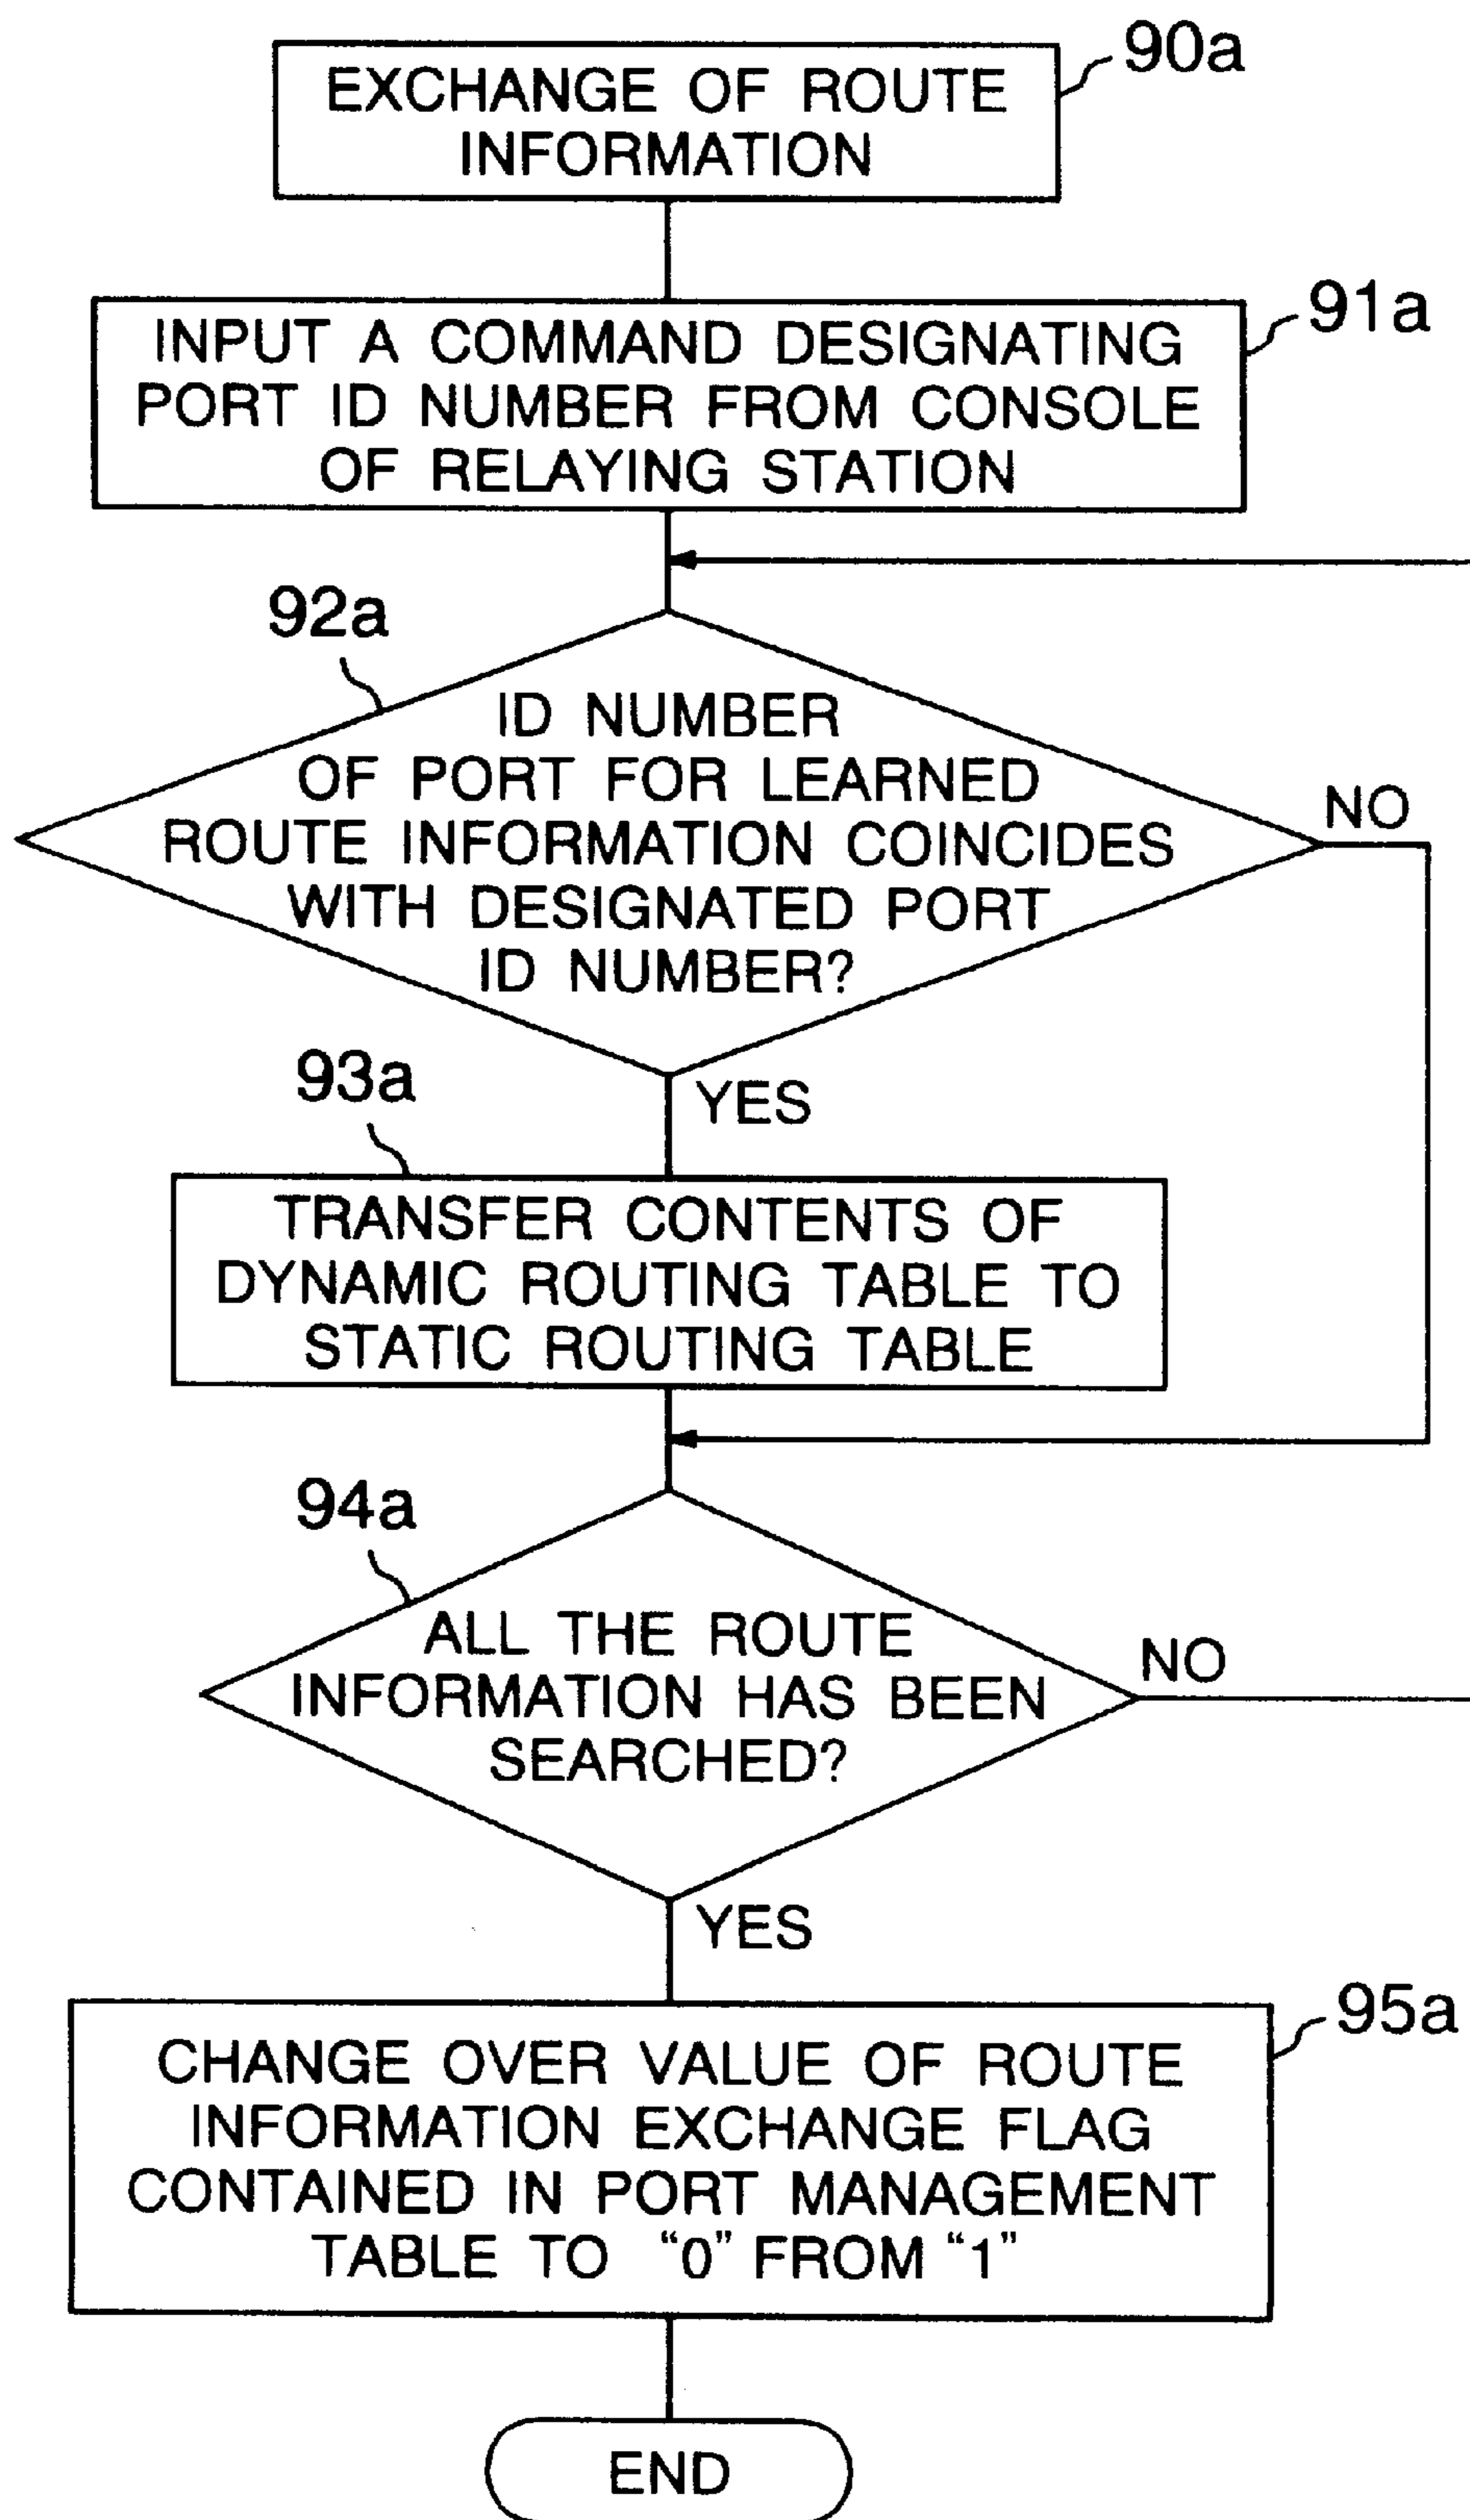 90a
EXCHANGE OF ROUTE
INFORMATION
91a
INPUT A COMMAND DESIGNATING
PORT ID NUMBER FROM CONSOLE
OF RELAYING STATION
92a
ID NUMBER
OF PORT FOR LEARNED
ROUTE INFORMATION COINCIDES
WITH DESIGNATED PORT
ID NUMBER?
NO
YES
93a
TRANSFER CONTENTS OF
DYNAMIC ROUTING TABLE TO
STATIC ROUTING TABLE
94a
ALL THE ROUTE
INFORMATION HAS BEEN
SEARCHED?
NO
YES
95a
CHANGE OVER VALUE OF ROUTE
INFORMATION EXCHANGE FLAG
CONTAINED IN PORT MANAGEMENT
TABLE TO “0” FROM “1”
END